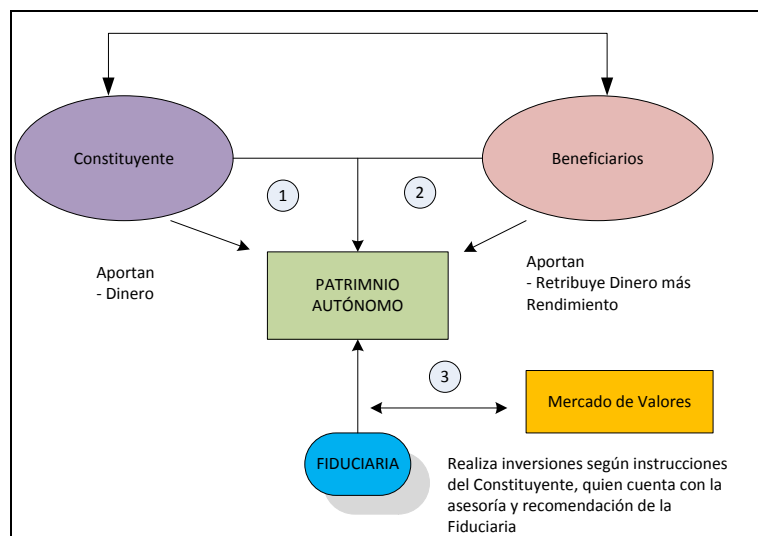 Constituyente
Beneficiarios
1
2
Aportan
- Dinero
PATRIMNIO
AUTÓNOMO
Aportan
- Retribuye Dinero más
Rendimiento
3
Mercado de Valores
FIDUCIARIA
Realiza inversiones según instrucciones
del Constituyente, quien cuenta con la
asesoría y recomendación de la
Fiduciaria